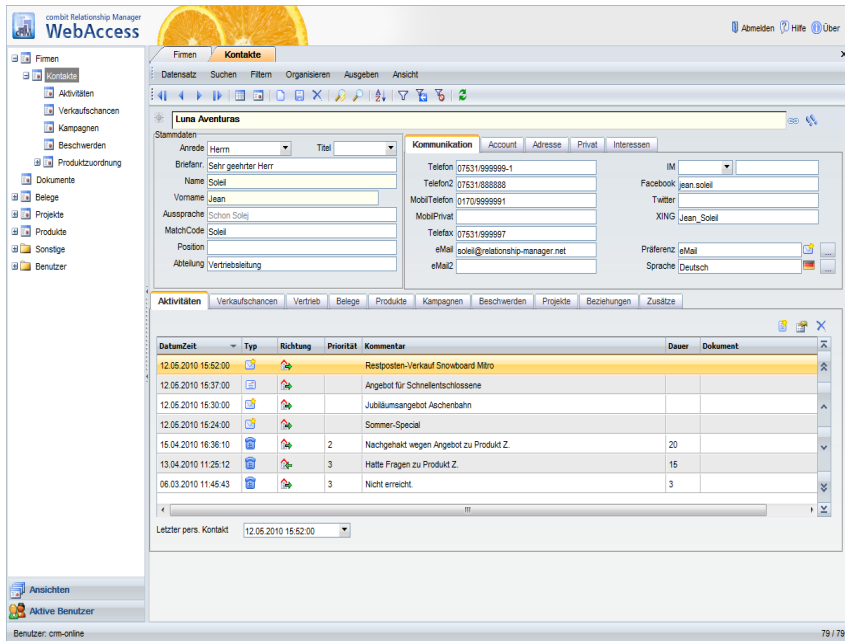 combit Relationship Manager
WebAccess
Abmelden Hilfe Über
Firmen
Kontakte
Aktivitäten
Verkaufschancen
Kampagnen
Beschwerden
Produktzuordnung
Dokumente
Belege
Projekte
Produkte
Sonstige
Benutzer
Firmen Kontakte
Datensatz Suchen Filtern Organisieren Ausgeben Ansicht
Luna Aventuras
Stammdaten
Anrede Herrn Titel
Briefanr. Sehr geehrter Herr
Name Soleil
Vorname Jean
Aussprache Schon Solej
MatchCode Soleil
Position
Abteilung Vertriebsleitung
Kommunikation Account Adresse Privat Interessen
Telefon 07531/999999-1 IM
Telefon2 07531/888888 Facebook jean.soleil
MobilTelefon 0170/9999991 Twitter
MobilPrivat XING Jean_Soleil
Telefax 07531/999997
eMail soleil@relationship-manager.net Präferenz eMail ...
eMail2 Sprache Deutsch ...
Aktivitäten Verkaufschancen Vertrieb Belege Produkte Kampagnen Beschwerden Projekte Beziehungen Zusätze
DatumZeit Typ Richtung Priorität Kommentar Dauer Dokument
12.05.2010 15:52:00 Restposten-Verkauf Snowboard Mitro
12.05.2010 15:37:00 Angebot für Schnellentschlossene
12.05.2010 15:30:00 Jubiläumsangebot Aschenbahn
12.05.2010 15:24:00 Sommer-Special
15.04.2010 16:36:10 2 Nachgehakt wegen Angebot zu Produkt Z. 20
13.04.2010 11:25:12 3 Hatte Fragen zu Produkt Z. 15
06.03.2010 11:45:43 3 Nicht erreicht. 3
Letzter pers. Kontakt 12.05.2010 15:52:00
Ansichten
Aktive Benutzer
Benutzer: crm-online 79 / 79